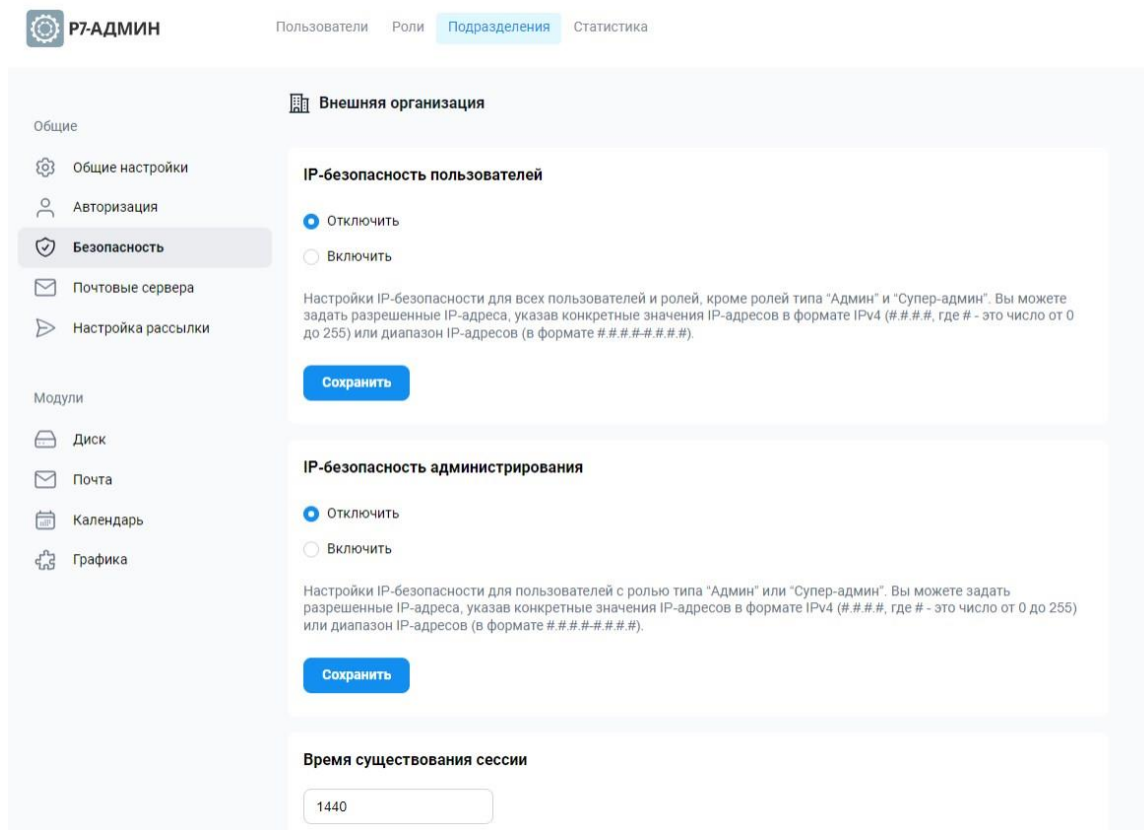 Р7-АДМИН
Пользователи Роли Подразделения Статистика
Внешняя организация
Общие
Общие настройки
Авторизация
Безопасность
Почтовые сервера
Настройка рассылки
Модули
Диск
Почта
Календарь
Графика
IP-безопасность пользователей
Отключить
Включить
Настройки IP-безопасности для всех пользователей и ролей, кроме ролей типа “Админ” и “Супер-админ”. Вы можете
задать разрешенные IP-адреса, указав конкретные значения IP-адресов в формате IPv4 (#.#.#.#, где # - это число от 0
до 255) или диапазон IP-адресов (в формате #.#.#.#-#.#.#.#).
Сохранить
IP-безопасность администрирования
Отключить
Включить
Настройки IP-безопасности для пользователей с ролью типа “Админ” или “Супер-админ”. Вы можете задать
разрешенные IP-адреса, указав конкретные значения IP-адресов в формате IPv4 (#.#.#.#, где # - это число от 0 до 255)
или диапазон IP-адресов (в формате #.#.#.#-#.#.#.#).
Сохранить
Время существования сессии
1440